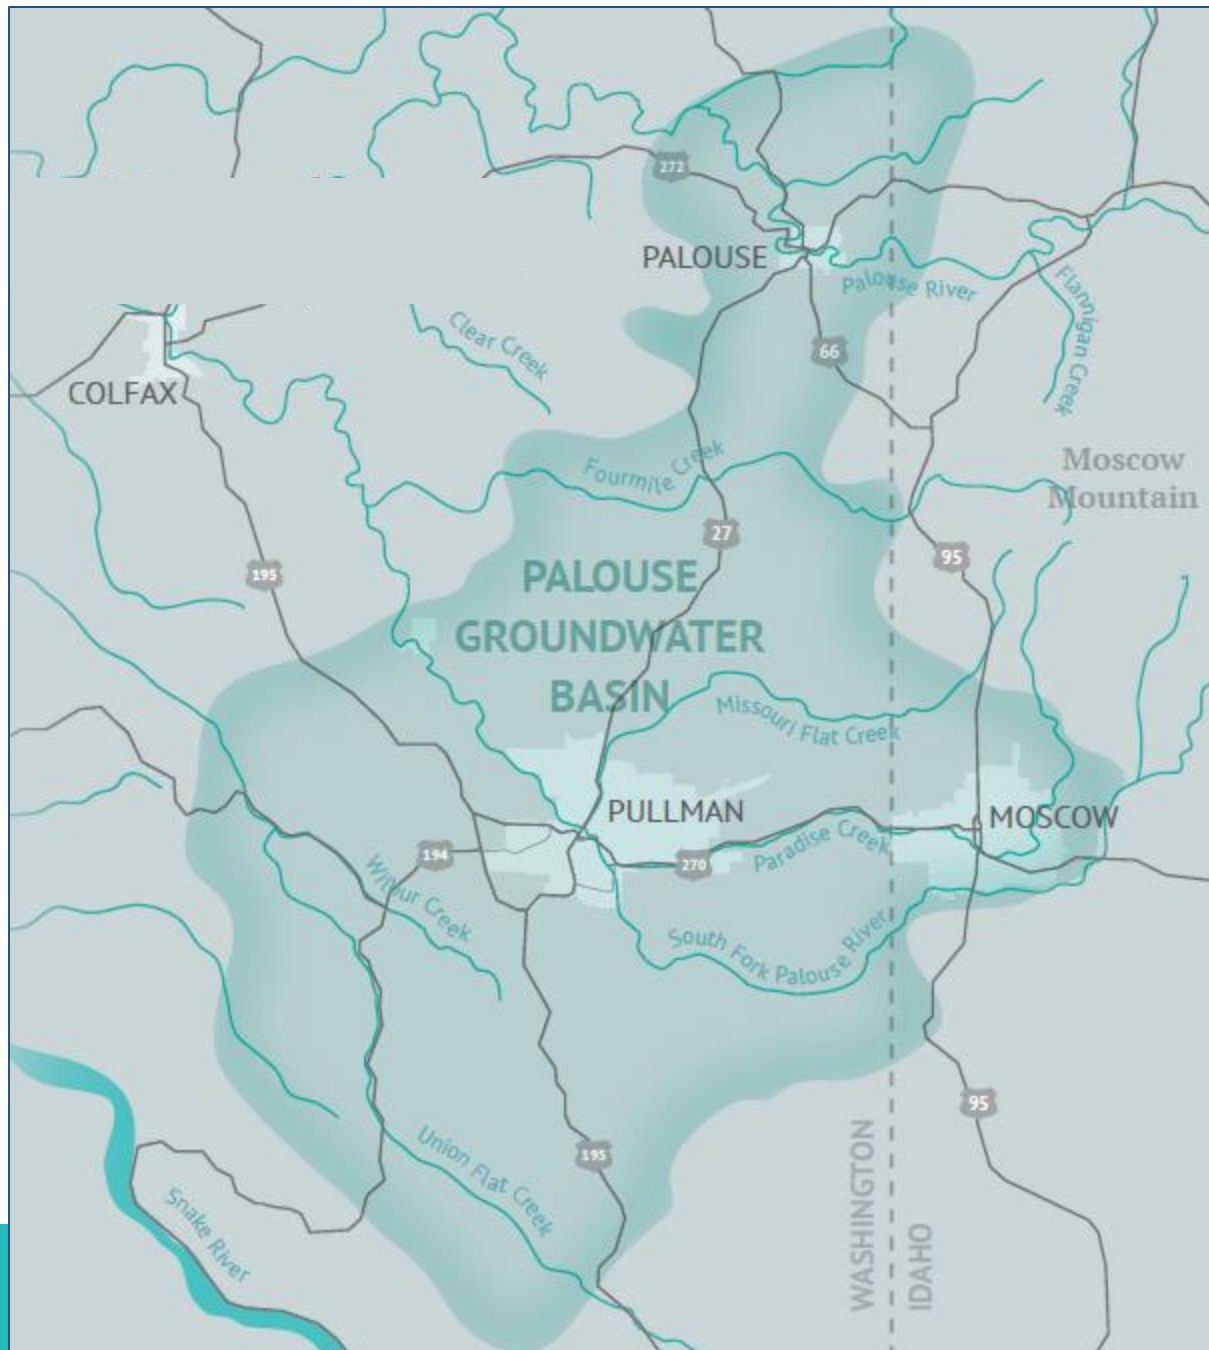 272
PALOUSE
Palouse River
Flannigan Creek
Clear Creek
66
COLFAX
Fourmile Creek
Moscow
Mountain
27
95
195
PALOUSE
GROUNDWATER
BASIN
Missouri Flat Creek
PULLMAN
MOSCOW
194
270
Paradise Creek
Wilbur Creek
South Fork Palouse River
95
195
Union Flat Creek
WASHINGTON
IDAHO
Snake River